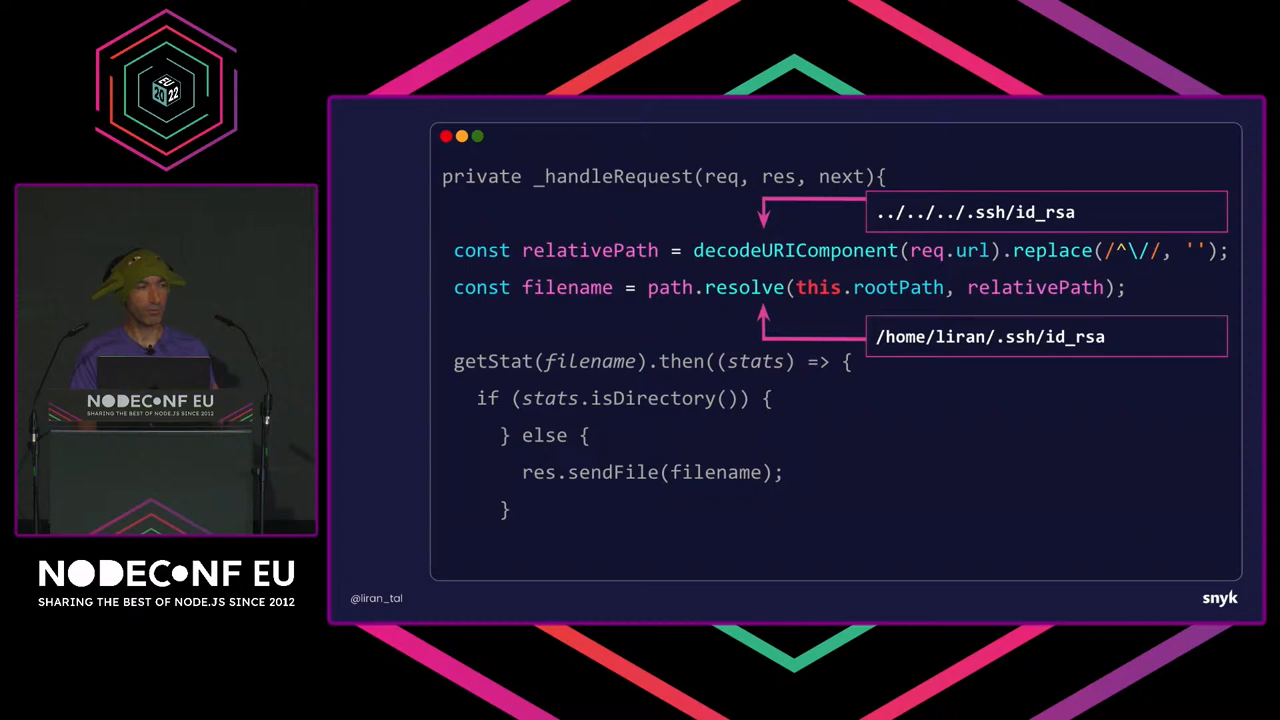 EU
20
22
private _handleRequest(req, res, next){
../../../.ssh/id_rsa
const relativePath = decodeURIComponent(req.url).replace(/^\//, '');
const filename = path.resolve(this.rootPath, relativePath);
/home/liran/.ssh/id_rsa
getStat(filename).then((stats) => {
if (stats.isDirectory()) {
} else {
res.sendFile(filename);
}
@liran_tal
snyk
NODECONF EU
SHARING THE BEST OF NODE.JS SINCE 2012
NODECONF EU
SHARING THE BEST OF NODE.JS SINCE 2012